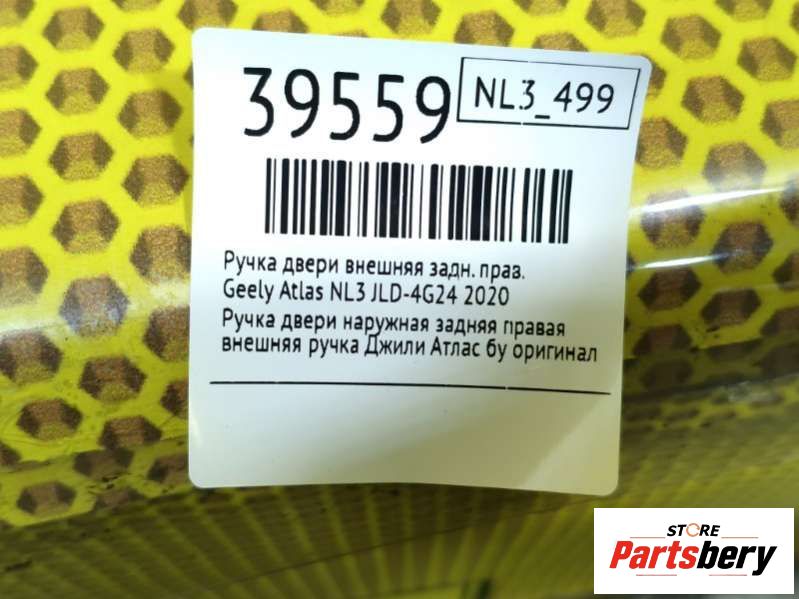 39559
NL3_499
Ручка двери внешняя задн. прав.
Geely Atlas NL3 JLD-4G24 2020
Ручка двери наружная задняя правая
внешняя ручка Джили Атлас бу оригинал
STORE
Partsbery